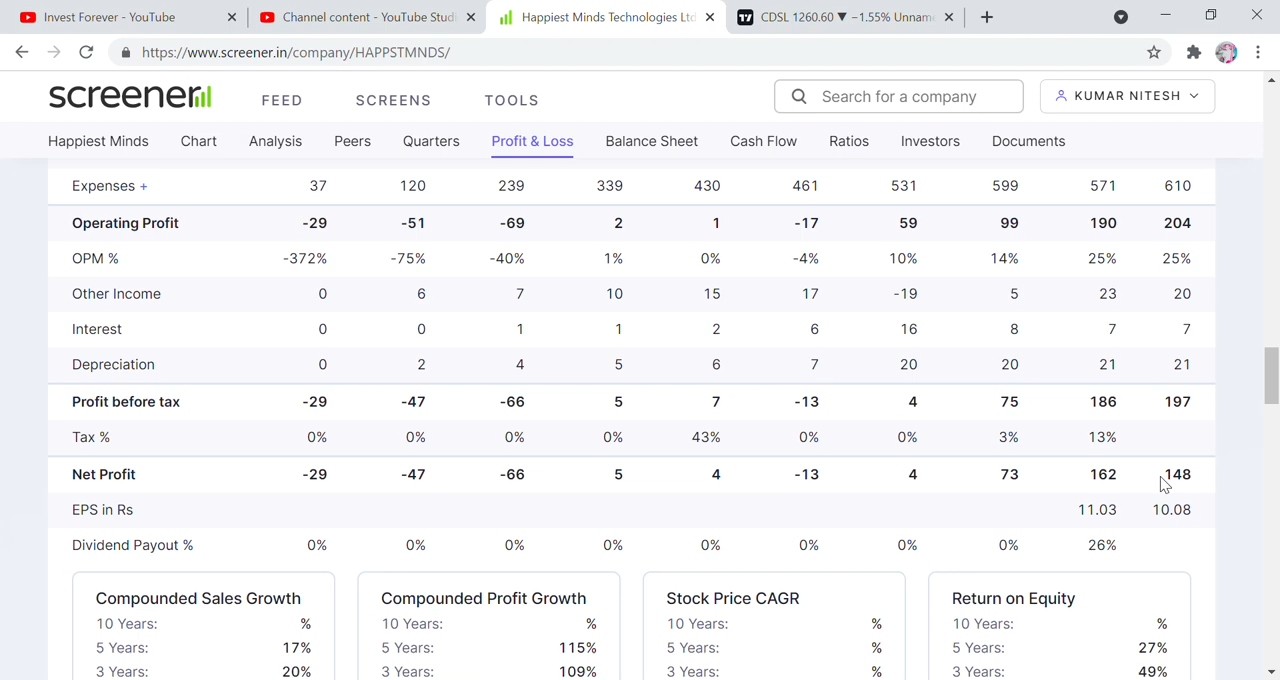 Invest Forever - YouTube
Channel content - YouTube Studi
Happiest Minds Technologies Ltd
CDSL 1260.60 ▼ −1.55% Unnam
https://www.screener.in/company/HAPPSTMNDS/
screener
FEED SCREENS TOOLS
Search for a company
KUMAR NITESH
Happiest Minds Chart Analysis Peers Quarters Profit & Loss Balance Sheet Cash Flow Ratios Investors Documents
Expenses + 37 120 239 339 430 461 531 599 571 610
Operating Profit -29 -51 -69 2 1 -17 59 99 190 204
OPM % -372% -75% -40% 1% 0% -4% 10% 14% 25% 25%
Other Income 0 6 7 10 15 17 -19 5 23 20
Interest 0 0 1 1 2 6 16 8 7 7
Depreciation 0 2 4 5 6 7 20 20 21 21
Profit before tax -29 -47 -66 5 7 -13 4 75 186 197
Tax % 0% 0% 0% 0% 43% 0% 0% 3% 13%
Net Profit -29 -47 -66 5 4 -13 4 73 162 148
EPS in Rs 11.03 10.08
Dividend Payout % 0% 0% 0% 0% 0% 0% 0% 0% 26%
Compounded Sales Growth
10 Years: %
5 Years: 17%
3 Years: 20%
Compounded Profit Growth
10 Years: %
5 Years: 115%
3 Years: 109%
Stock Price CAGR
10 Years: %
5 Years: %
3 Years: %
Return on Equity
10 Years: %
5 Years: 27%
3 Years: 49%